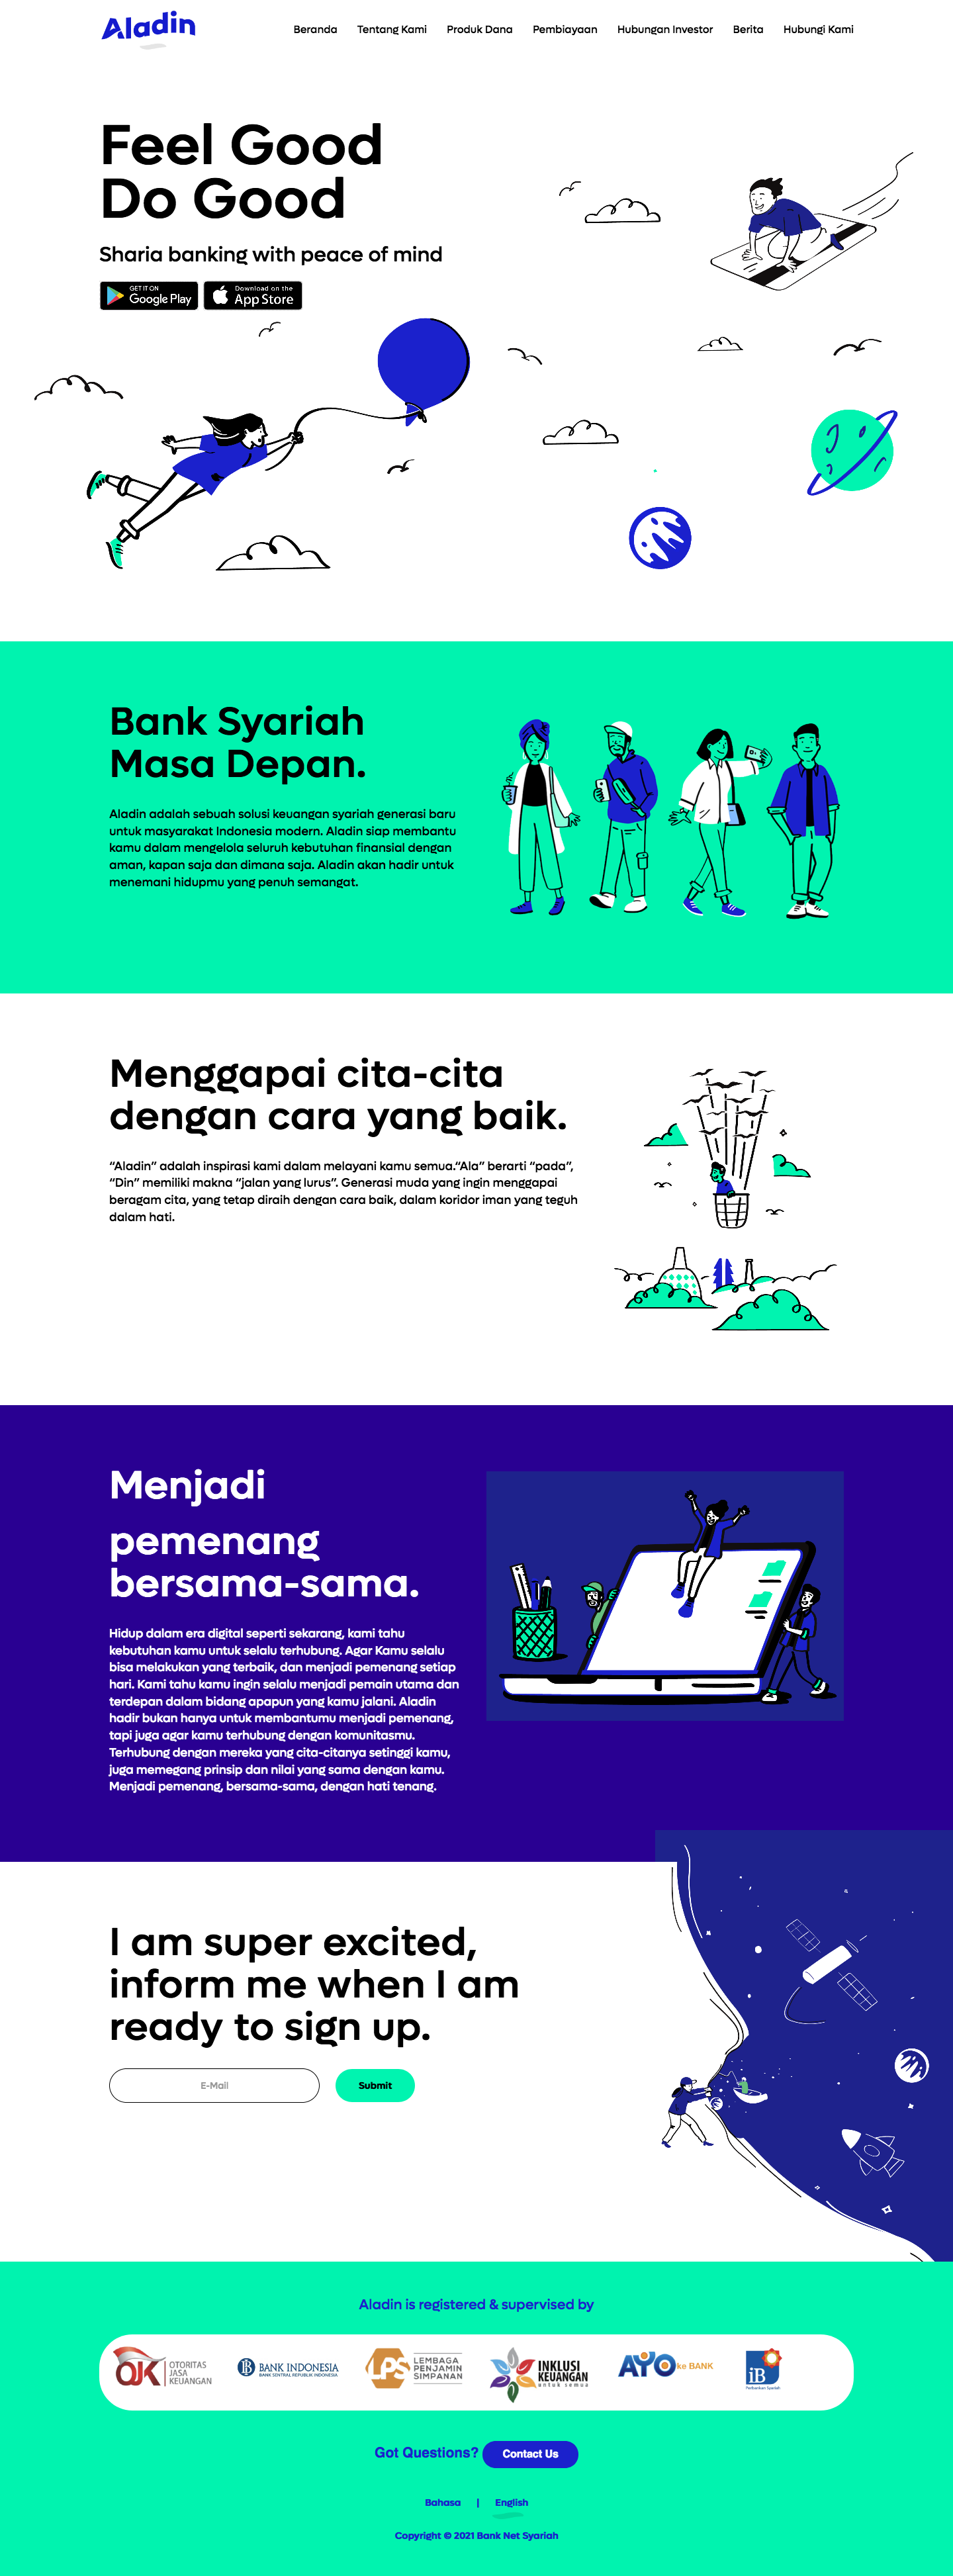 Aladin
Beranda Tentang Kami Produk Dana Pembiayaan Hubungan Investor Berita Hubungi Kami
Feel Good
Do Good
Sharia banking with peace of mind
GET IT ON
Google Play
Download on the
App Store
Bank Syariah
Masa Depan.
Aladin adalah sebuah solusi keuangan syariah generasi baru
untuk masyarakat Indonesia modern. Aladin siap membantu
kamu dalam mengelola seluruh kebutuhan finansial dengan
aman, kapan saja dan dimana saja. Aladin akan hadir untuk
menemani hidupmu yang penuh semangat.
Menggapai cita-cita
dengan cara yang baik.
“Aladin” adalah inspirasi kami dalam melayani kamu semua.“Ala” berarti “pada”,
“Din” memiliki makna “jalan yang lurus”. Generasi muda yang ingin menggapai
beragam cita, yang tetap diraih dengan cara baik, dalam koridor iman yang teguh
dalam hati.
Menjadi
pemenang
bersama-sama.
Hidup dalam era digital seperti sekarang, kami tahu
kebutuhan kamu untuk selalu terhubung. Agar Kamu selalu
bisa melakukan yang terbaik, dan menjadi pemenang setiap
hari. Kami tahu kamu ingin selalu menjadi pemain utama dan
terdepan dalam bidang apapun yang kamu jalani. Aladin
hadir bukan hanya untuk membantumu menjadi pemenang,
tapi juga agar kamu terhubung dengan komunitasmu.
Terhubung dengan mereka yang cita-citanya setinggi kamu,
juga memegang prinsip dan nilai yang sama dengan kamu.
Menjadi pemenang, bersama-sama, dengan hati tenang.
I am super excited,
inform me when I am
ready to sign up.
E-Mail
Submit
Aladin is registered & supervised by
OJK
OTORITAS
JASA
KEUANGAN
BANK INDONESIA
BANK SENTRAL REPUBLIK INDONESIA
LPS
LEMBAGA
PENJAMIN
SIMPANAN
INKLUSI
KEUANGAN
untuk semua
AYO ke BANK
iB
Perbankan Syariah
Got Questions? Contact Us
Bahasa | English
Copyright © 2021 Bank Net Syariah